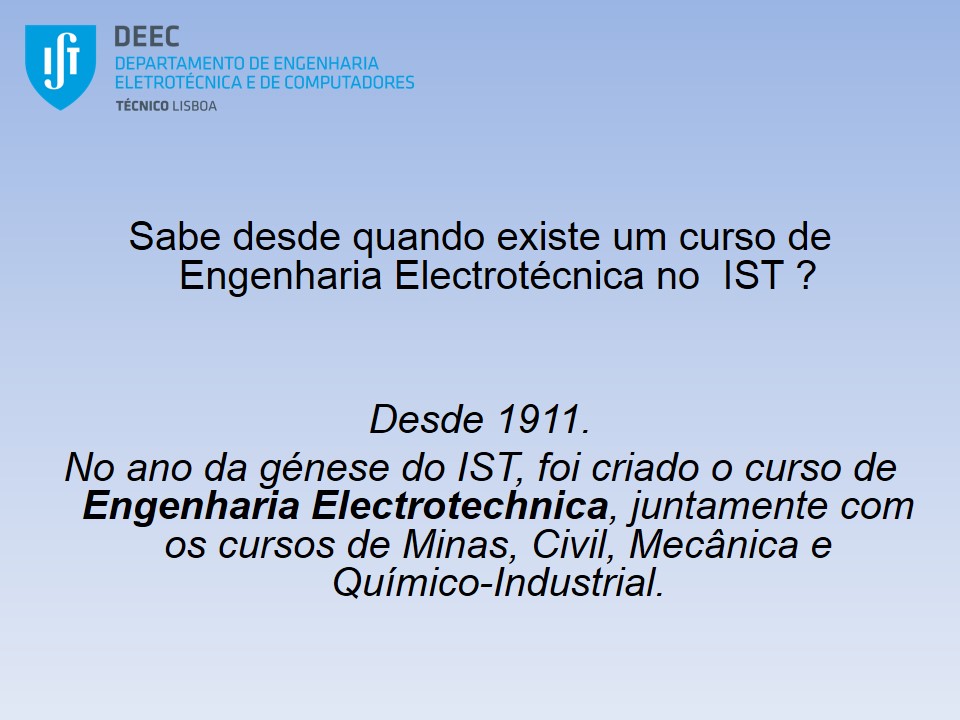 IST
DEEC
DEPARTAMENTO DE ENGENHARIA
ELETROTÉCNICA E DE COMPUTADORES
TÉCNICO LISBOA
Sabe desde quando existe um curso de
Engenharia Electrotécnica no IST ?
Desde 1911.
No ano da génese do IST, foi criado o curso de
Engenharia Electrotechnica, juntamente com
os cursos de Minas, Civil, Mecânica e
Químico-Industrial.